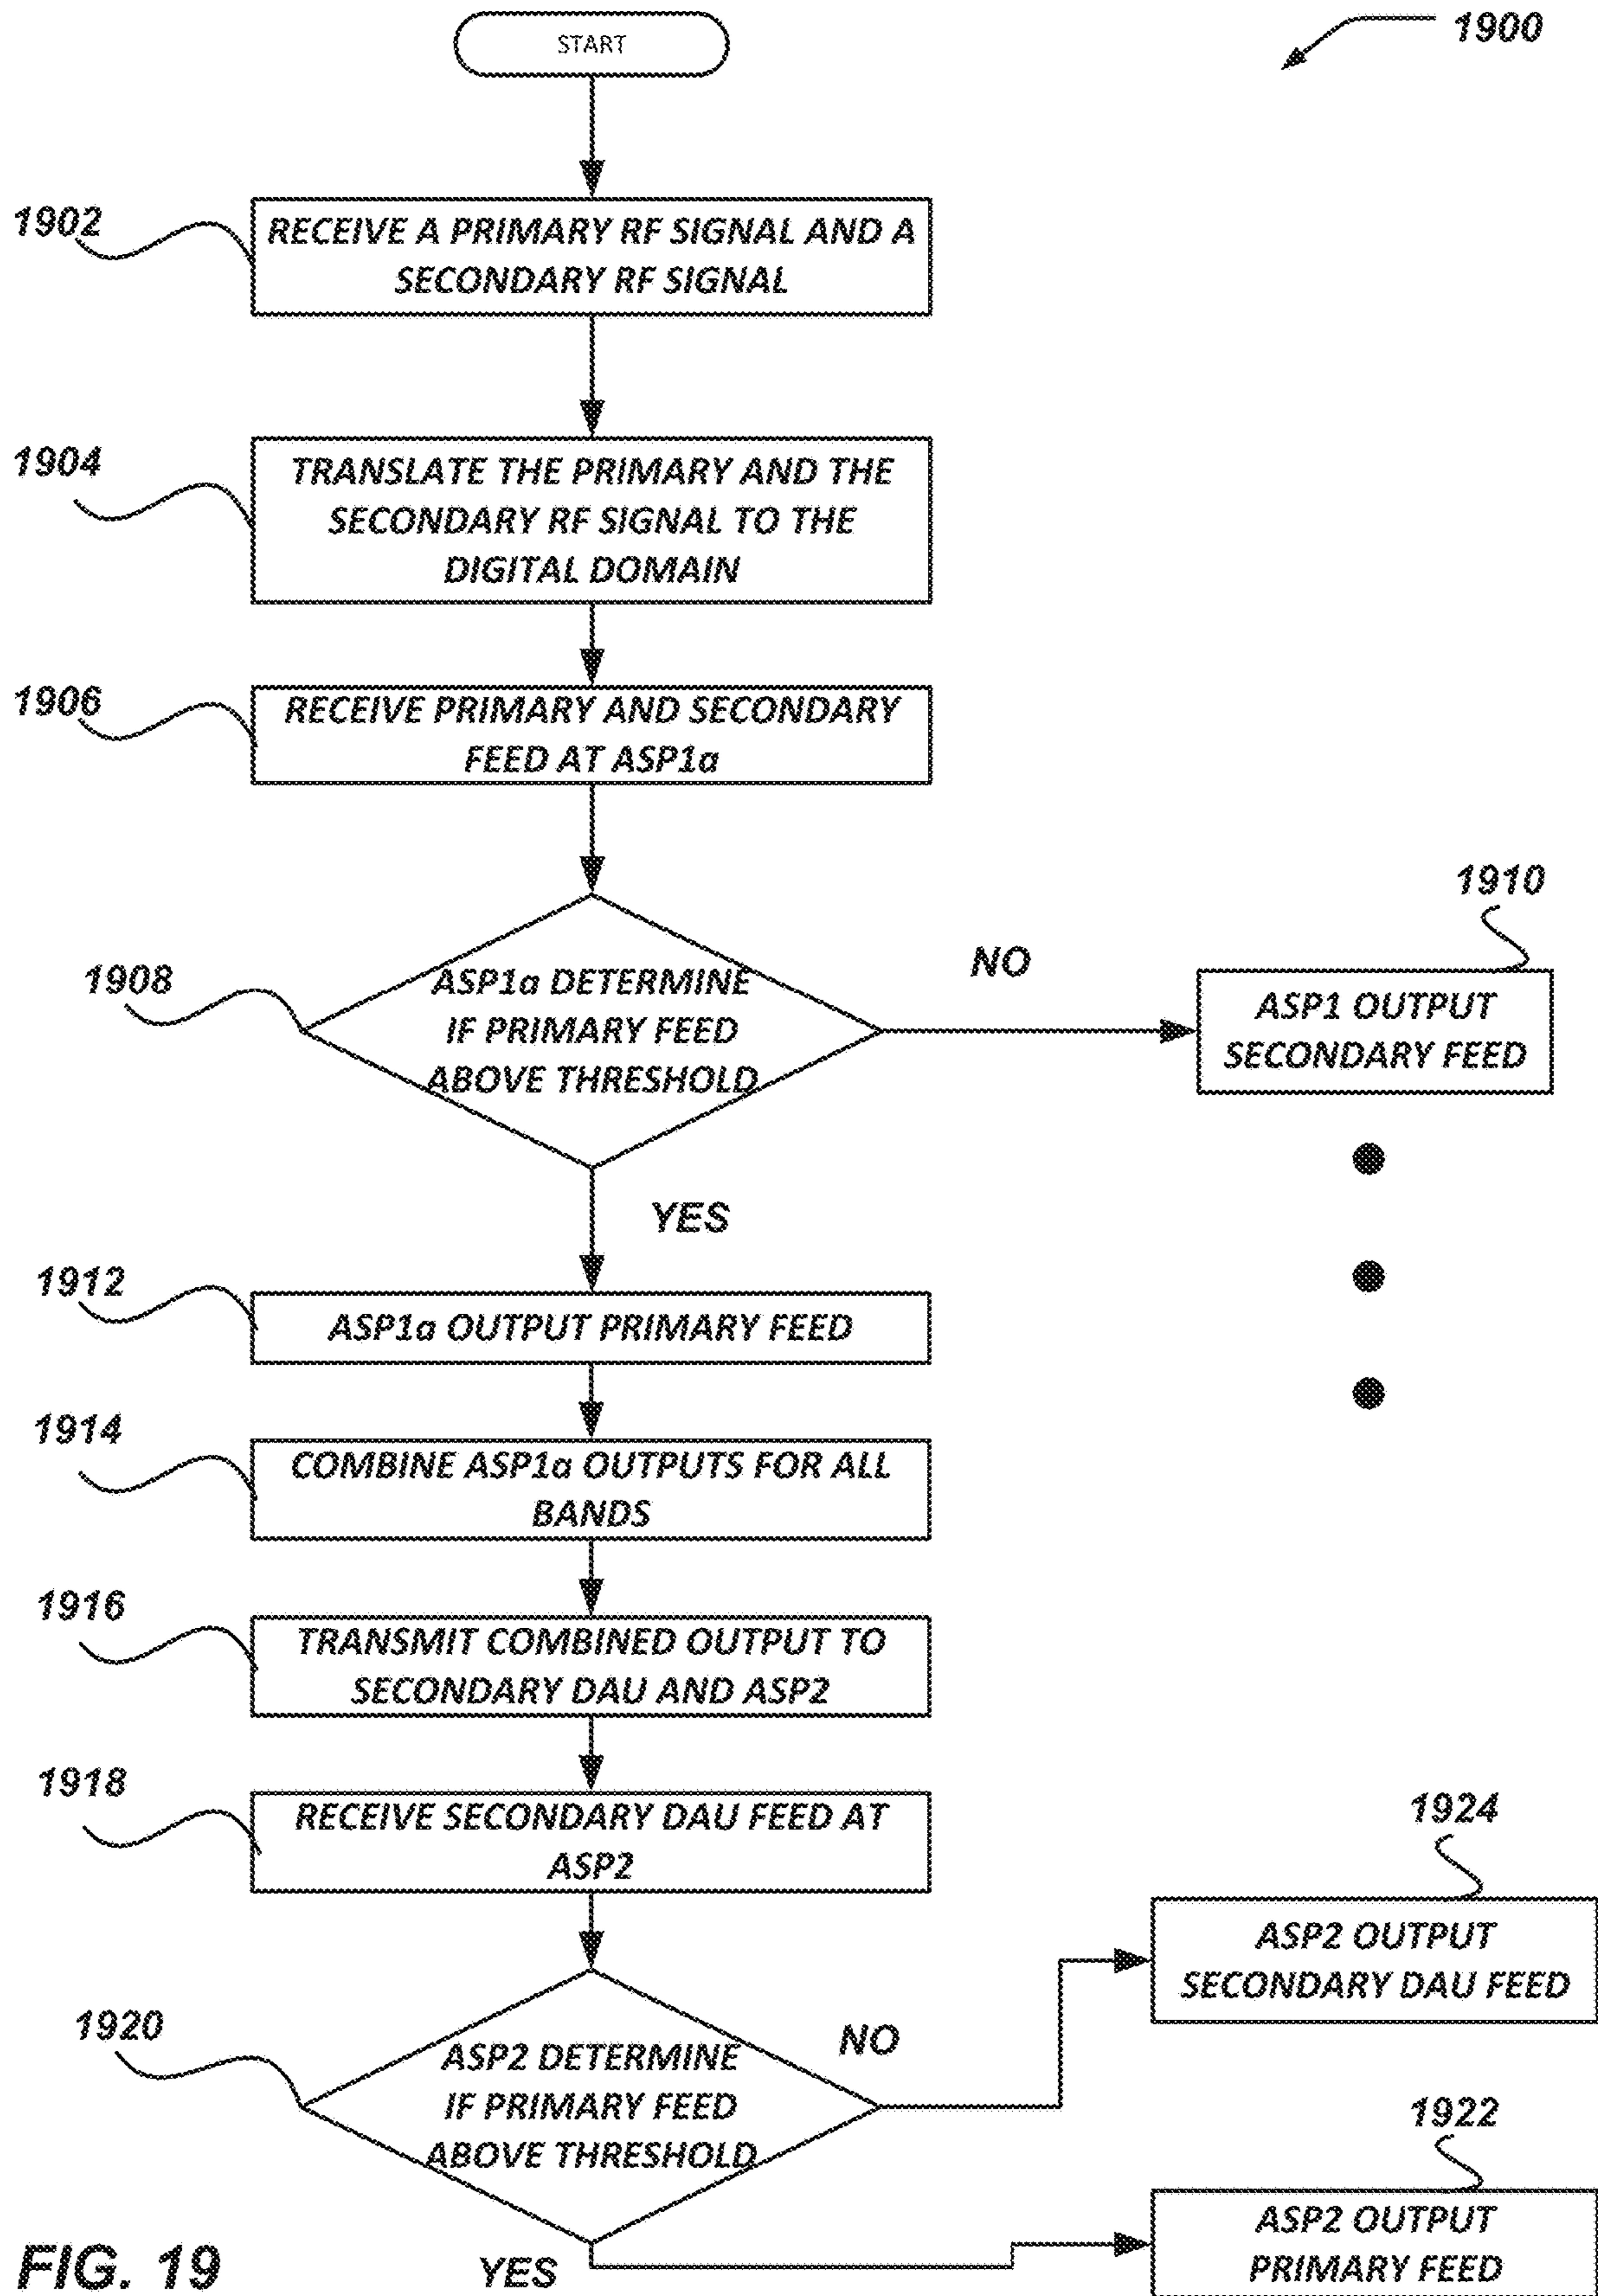 START
1900
1902
RECEIVE A PRIMARY RF SIGNAL AND A
SECONDARY RF SIGNAL
1904
TRANSLATE THE PRIMARY AND THE
SECONDARY RF SIGNAL TO THE
DIGITAL DOMAIN
1906
RECEIVE PRIMARY AND SECONDARY
FEED AT ASP1a
1908
ASP1a DETERMINE
IF PRIMARY FEED
ABOVE THRESHOLD
NO
1910
ASP1 OUTPUT
SECONDARY FEED
YES
1912
ASP1a OUTPUT PRIMARY FEED
1914
COMBINE ASP1a OUTPUTS FOR ALL
BANDS
1916
TRANSMIT COMBINED OUTPUT TO
SECONDARY DAU AND ASP2
1918
RECEIVE SECONDARY DAU FEED AT
ASP2
1920
ASP2 DETERMINE
IF PRIMARY FEED
ABOVE THRESHOLD
NO
1924
ASP2 OUTPUT
SECONDARY DAU FEED
YES
1922
ASP2 OUTPUT
PRIMARY FEED
FIG. 19